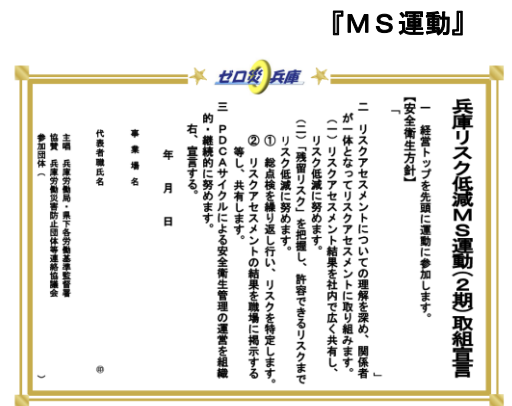 『ＭＳ運動』
ゼロ災兵庫
兵庫リスク低減ＭＳ運動（２期）取組宣言
一　経営トップを先頭に運動に参加します。
【安全衛生方針】
「
」
二　リスクアセスメントについての理解を深め、関係者
が一体となってリスクアセスメントに取り組みます。
（一）リスクアセスメント結果を社内で広く共有し、
リスク低減に努めます。
（二）「残留リスク」を把握し、許容できるリスクまで
リスク低減に努めます。
①　総点検を繰り返し行い、リスクを特定します。
②　リスクアセスメントの結果を職場に掲示する
等し、共有します。
三　ＰＤＣＡサイクルによる安全衛生管理の運営を組織
的・継続的に努めます。
右、宣言する。
年　月　日
事業場名
代表者職氏名　㊞
主唱　兵庫労働局・県下各労働基準監督署
協賛　兵庫労働災害防止団体等連絡協議会
参加団体（　）